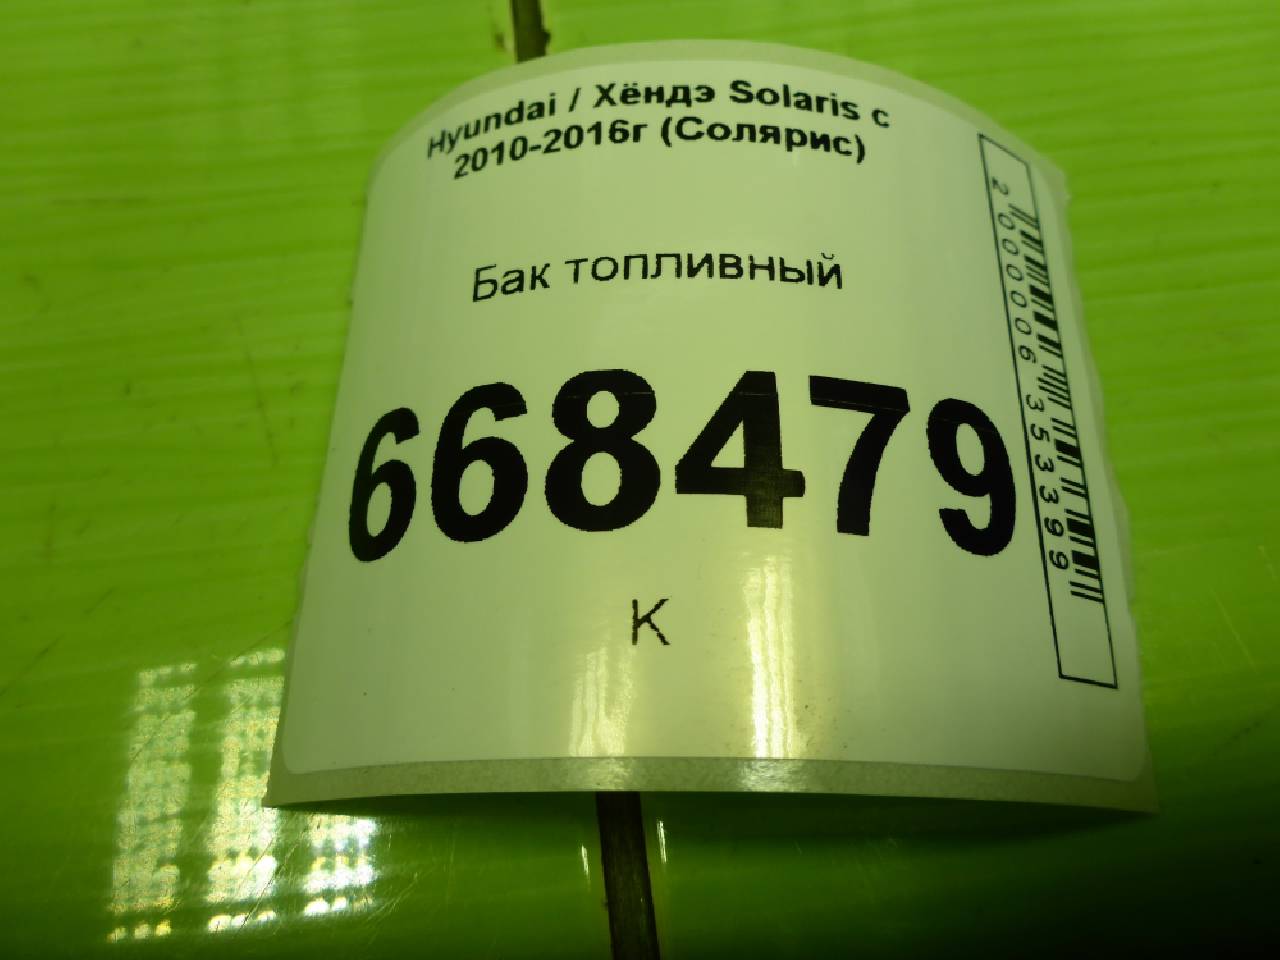 Hyundai / Хёндэ Solaris с
2010-2016г (Солярис)
Бак топливный
668479
К
2000006353399